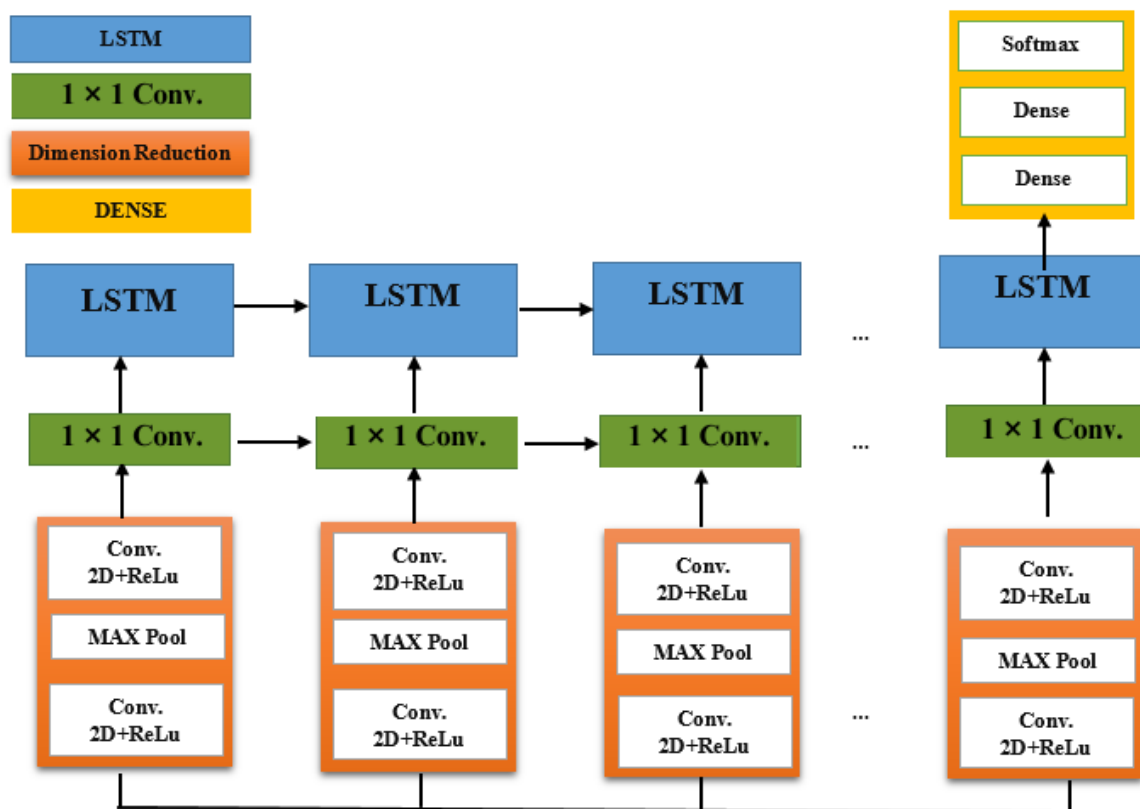 LSTM
1 × 1 Conv.
Dimension Reduction
DENSE
Softmax
Dense
Dense
LSTM
LSTM
LSTM
...
LSTM
1 × 1 Conv.
1 × 1 Conv.
1 × 1 Conv.
...
1 × 1 Conv.
Conv.
2D+ReLu
MAX Pool
Conv.
2D+ReLu
Conv.
2D+ReLu
MAX Pool
Conv.
2D+ReLu
Conv.
2D+ReLu
MAX Pool
Conv.
2D+ReLu
...
Conv.
2D+ReLu
MAX Pool
Conv.
2D+ReLu